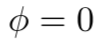 ϕ = 0